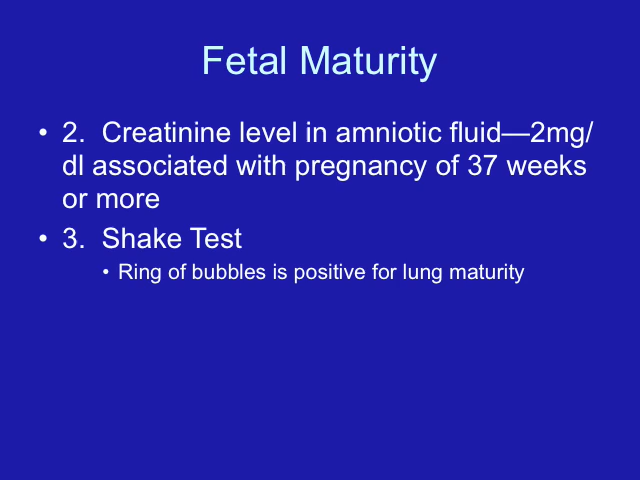 Fetal Maturity
• 2.  Creatinine level in amniotic fluid—2mg/
dl associated with pregnancy of 37 weeks
or more
• 3.  Shake Test
• Ring of bubbles is positive for lung maturity